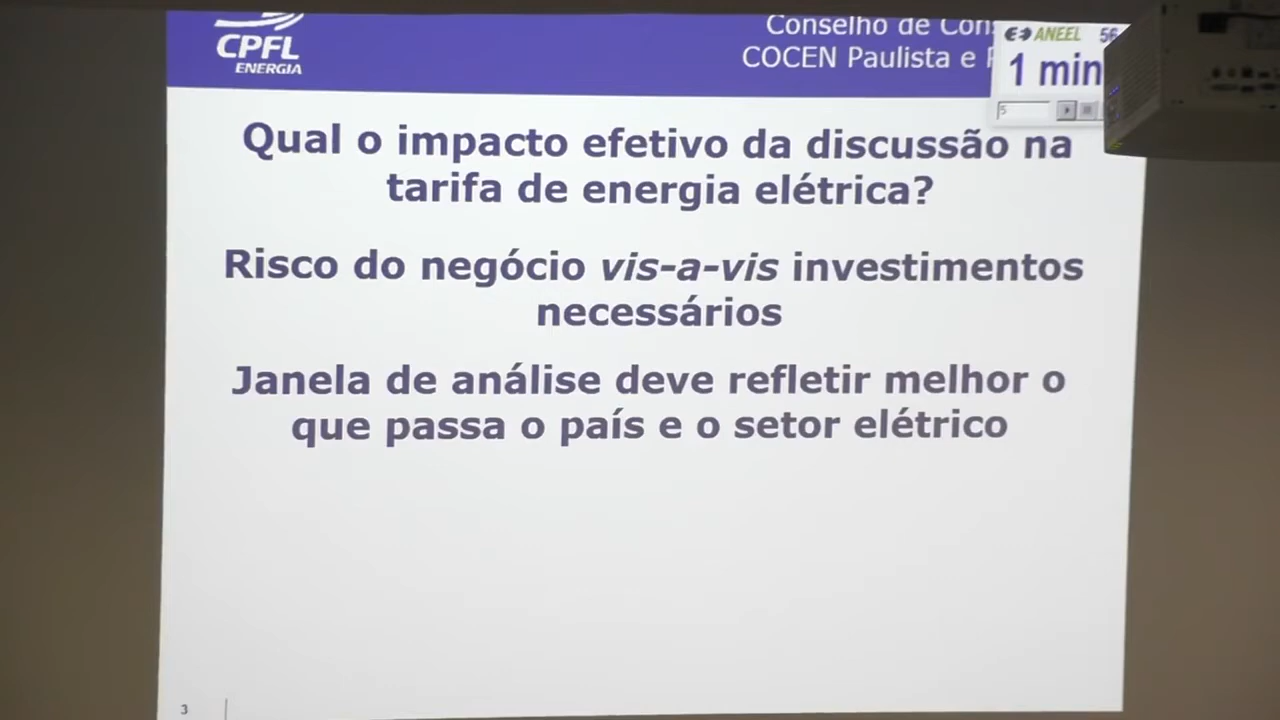 CPFL
ENERGIA
Conselho de Cons
COCEN Paulista e
ANEEL 56
1 min
5
Qual o impacto efetivo da discussão na
tarifa de energia elétrica?
Risco do negócio vis-a-vis investimentos
necessários
Janela de análise deve refletir melhor o
que passa o país e o setor elétrico
3